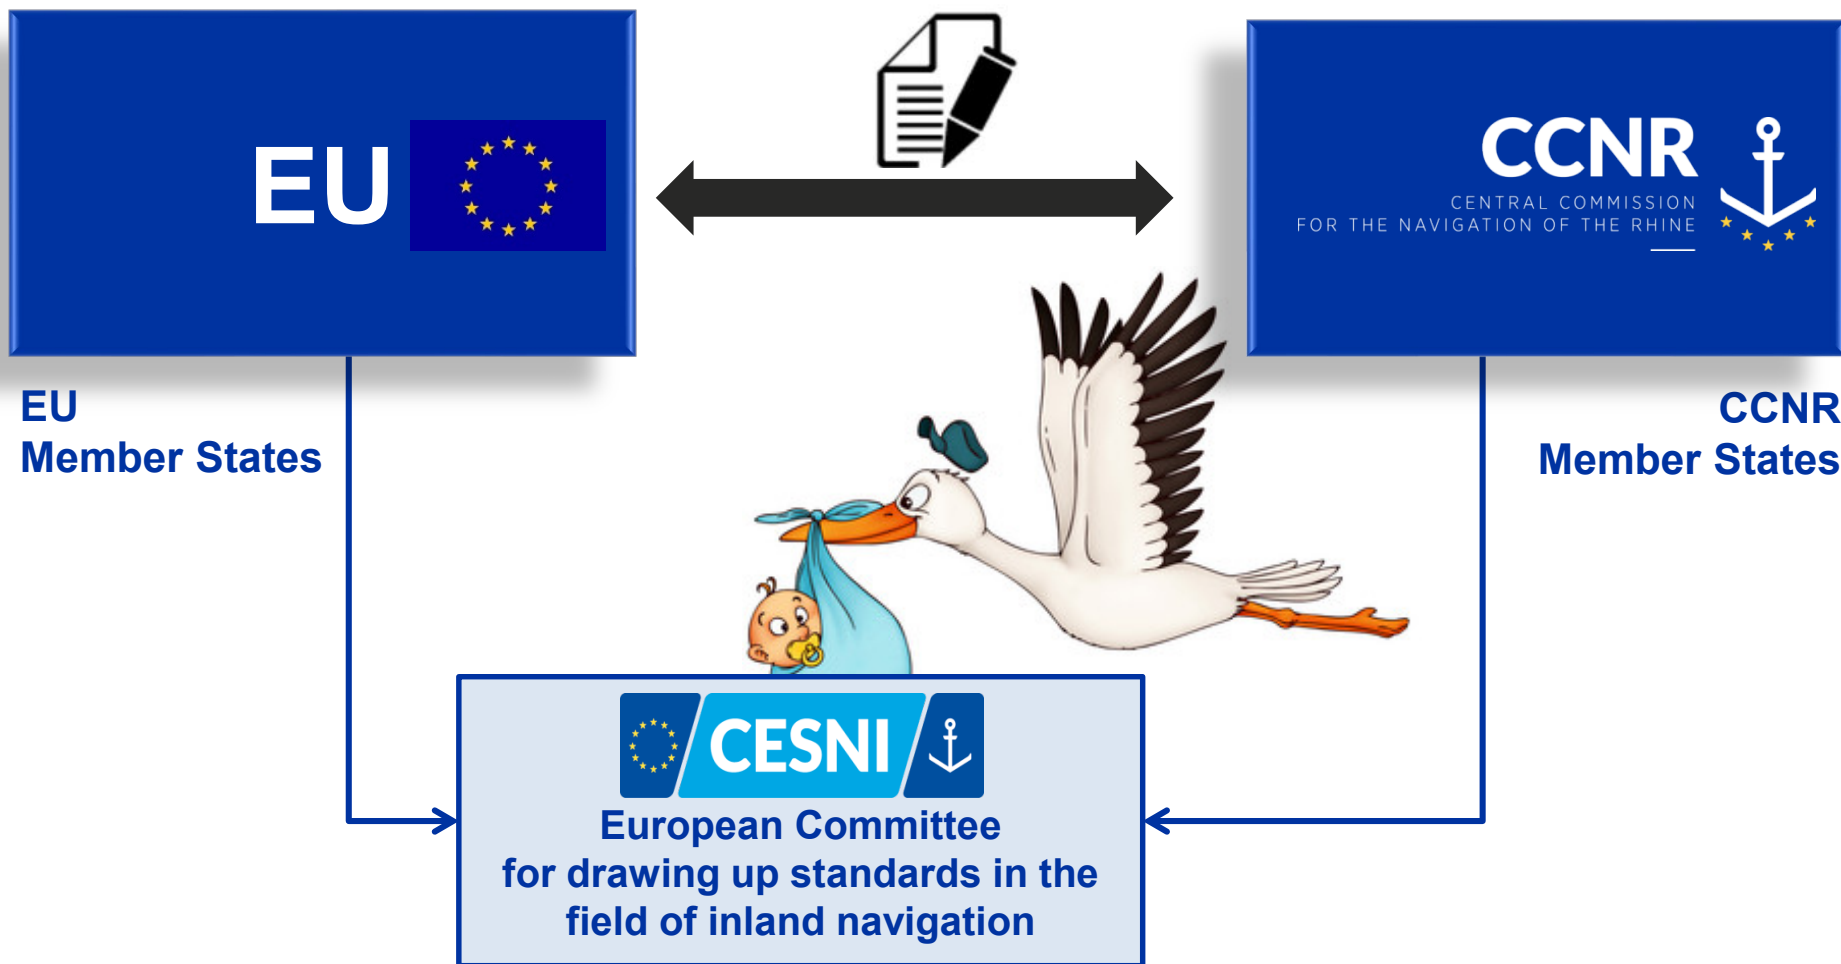 EU
CCNR
CENTRAL COMMISSION
FOR THE NAVIGATION OF THE RHINE
EU
Member States
CCNR
Member States
CESNI
European Committee
for drawing up standards in the
field of inland navigation